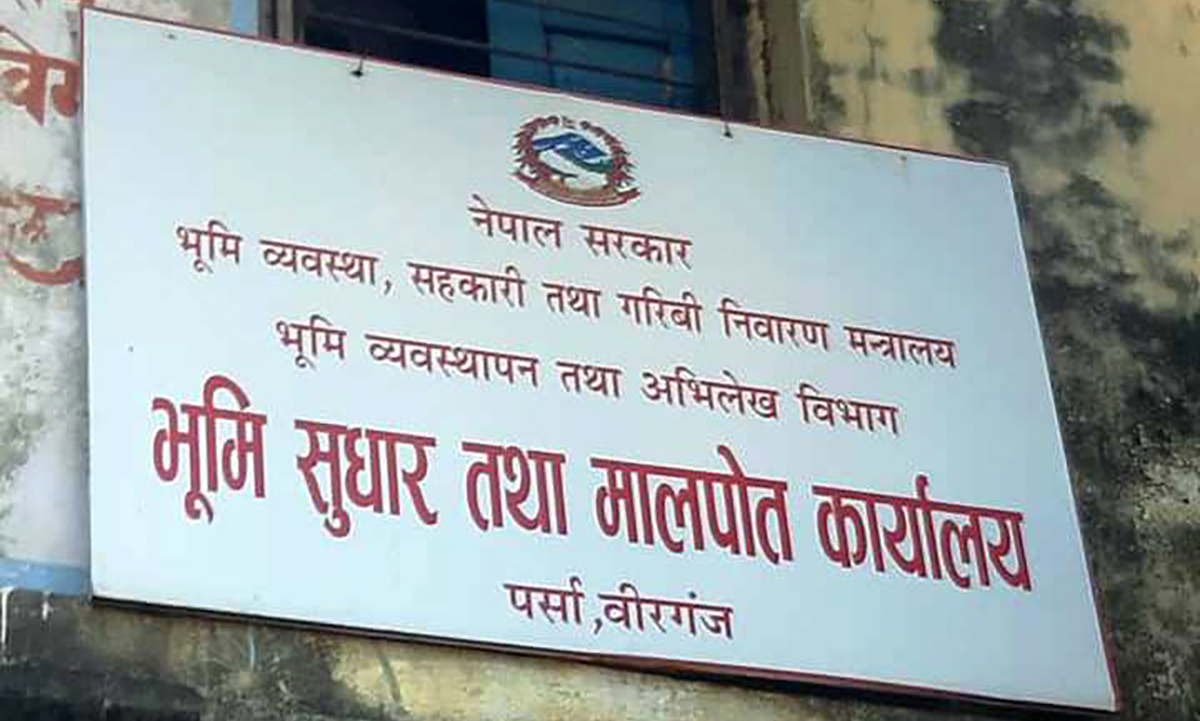 नेपाल सरकार
भूमि व्यवस्था, सहकारी तथा गरिबी निवारण मन्त्रालय
भूमि व्यवस्थापन तथा अभिलेख विभाग
भूमि सुधार तथा मालपोत कार्यालय
पर्सा,वीरगंज